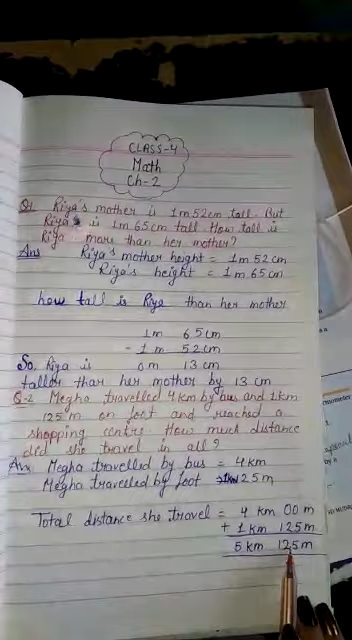 CLASS-4
Math
Ch-2
Q1 Riya's mother is 1m 52cm tall. But
Riya's is 1m 65cm tall. How tall is
Riya more than her mother?
Ans Riya's mother height = 1m 52cm
Riya's height = 1m 65cm
how tall is Riya than her mother
1m 65cm
- 1m 52cm
So, Riya is 0m 13cm
taller than her mother by 13 cm
Q-2 Megha travelled 4km by bus and 1km
125m on foot and reached a
shopping centre. How much distance
did she travel in all?
Ans Megha travelled by bus = 4km
Megha travelled by foot = 1km 125m
Total distance she travel = 4 km 00 m
+ 1 km 125m
5 km 125m